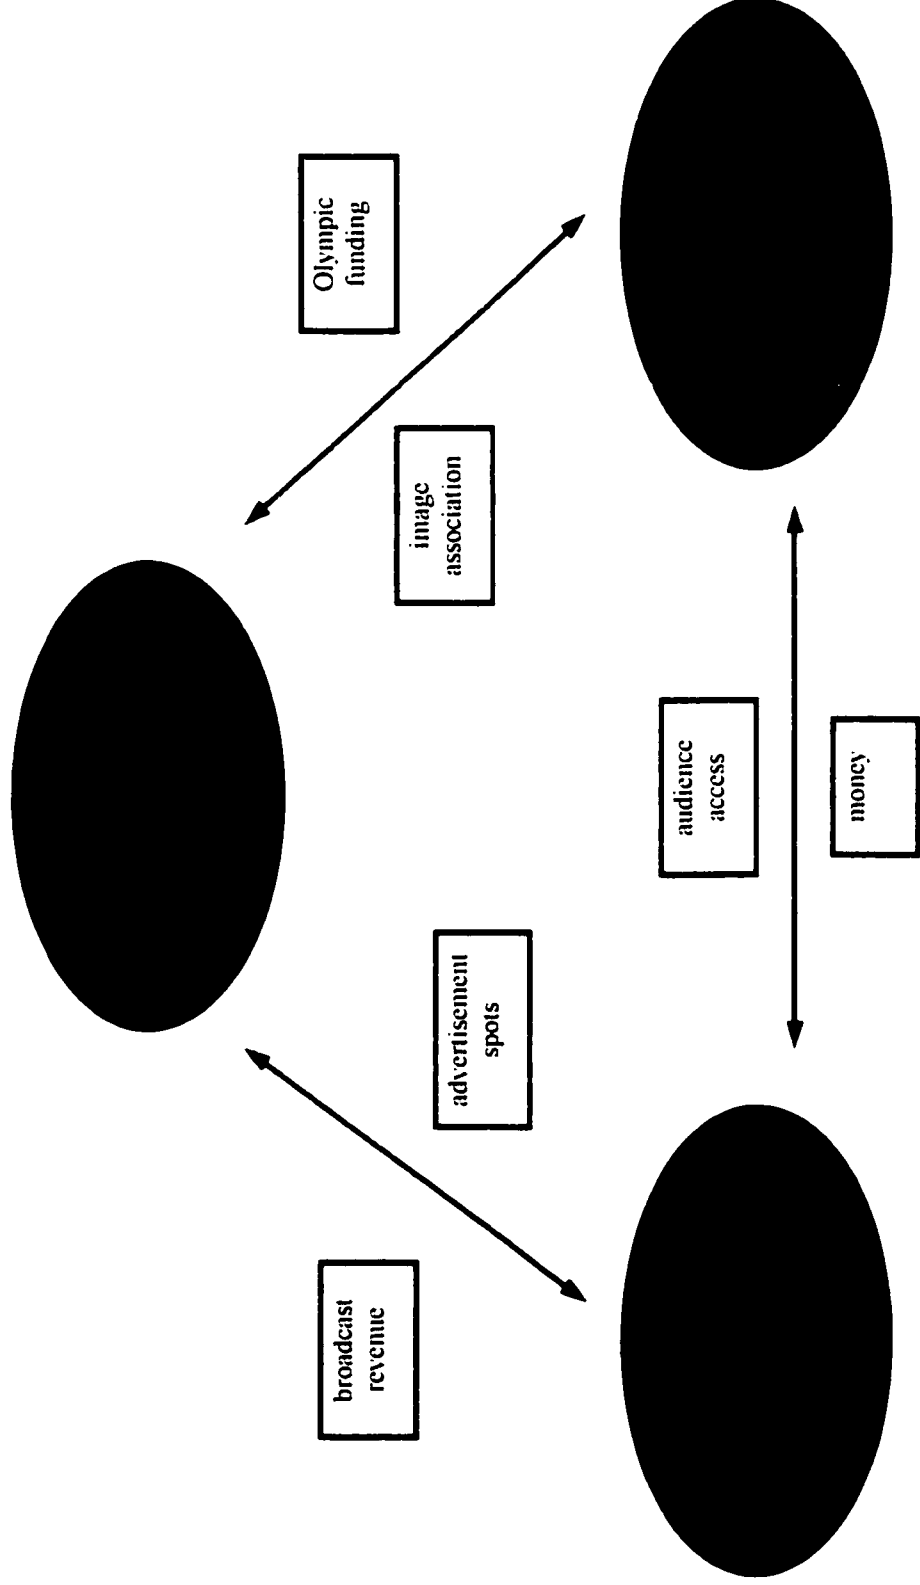 broadcast
revenue
Olympic
funding
advertisement
spots
image
association
audience
access
money